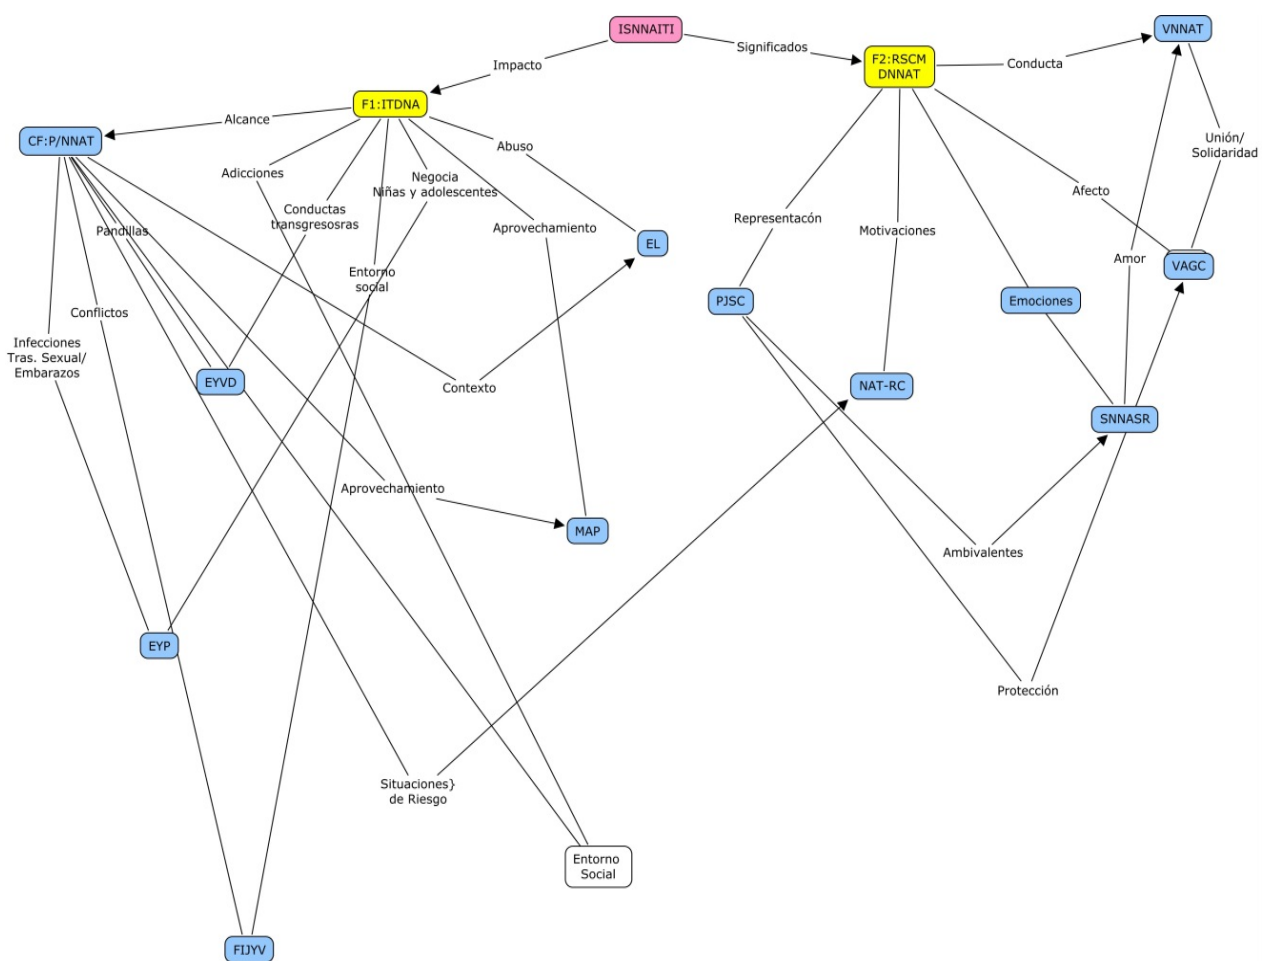 ISNNAITI
VNNAT
Significados
F2:RSCM
DNNAT
Conducta
Impacto
F1:ITDNA
Alcance
CF:P/NNAT
Abuso
Unión/
Solidaridad
Adicciones
Negocia
Niñas y adolescentes
Afecto
Conductas
transgresosras
Representacón
Pandillas
Aprovechamiento
Motivaciones
EL
Amor
VAGC
Entorno
social
PJSC
Emociones
Conflictos
Infecciones
Tras. Sexual/
Embarazos
EYVD
Contexto
NAT-RC
SNNASR
Aprovechamiento
MAP
Ambivalentes
EYP
Protección
Situaciones}
de Riesgo
Entorno
Social
FIJYV